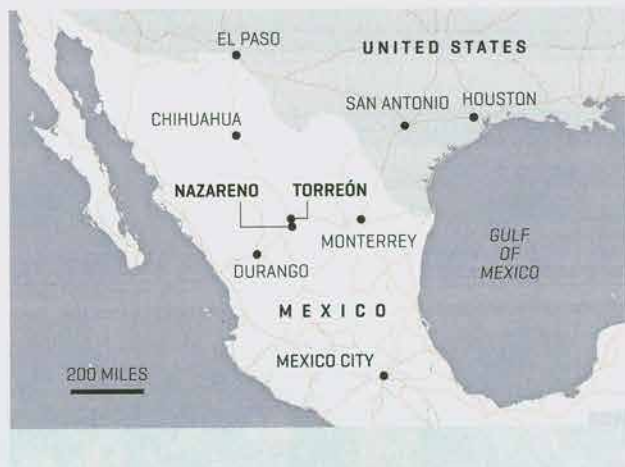 EL PASO
UNITED STATES
SAN ANTONIO
HOUSTON
CHIHUAHUA
NAZARENO
TORREÓN
MONTERREY
DURANGO
GULF
OF
MEXICO
MEXICO
MEXICO CITY
200 MILES